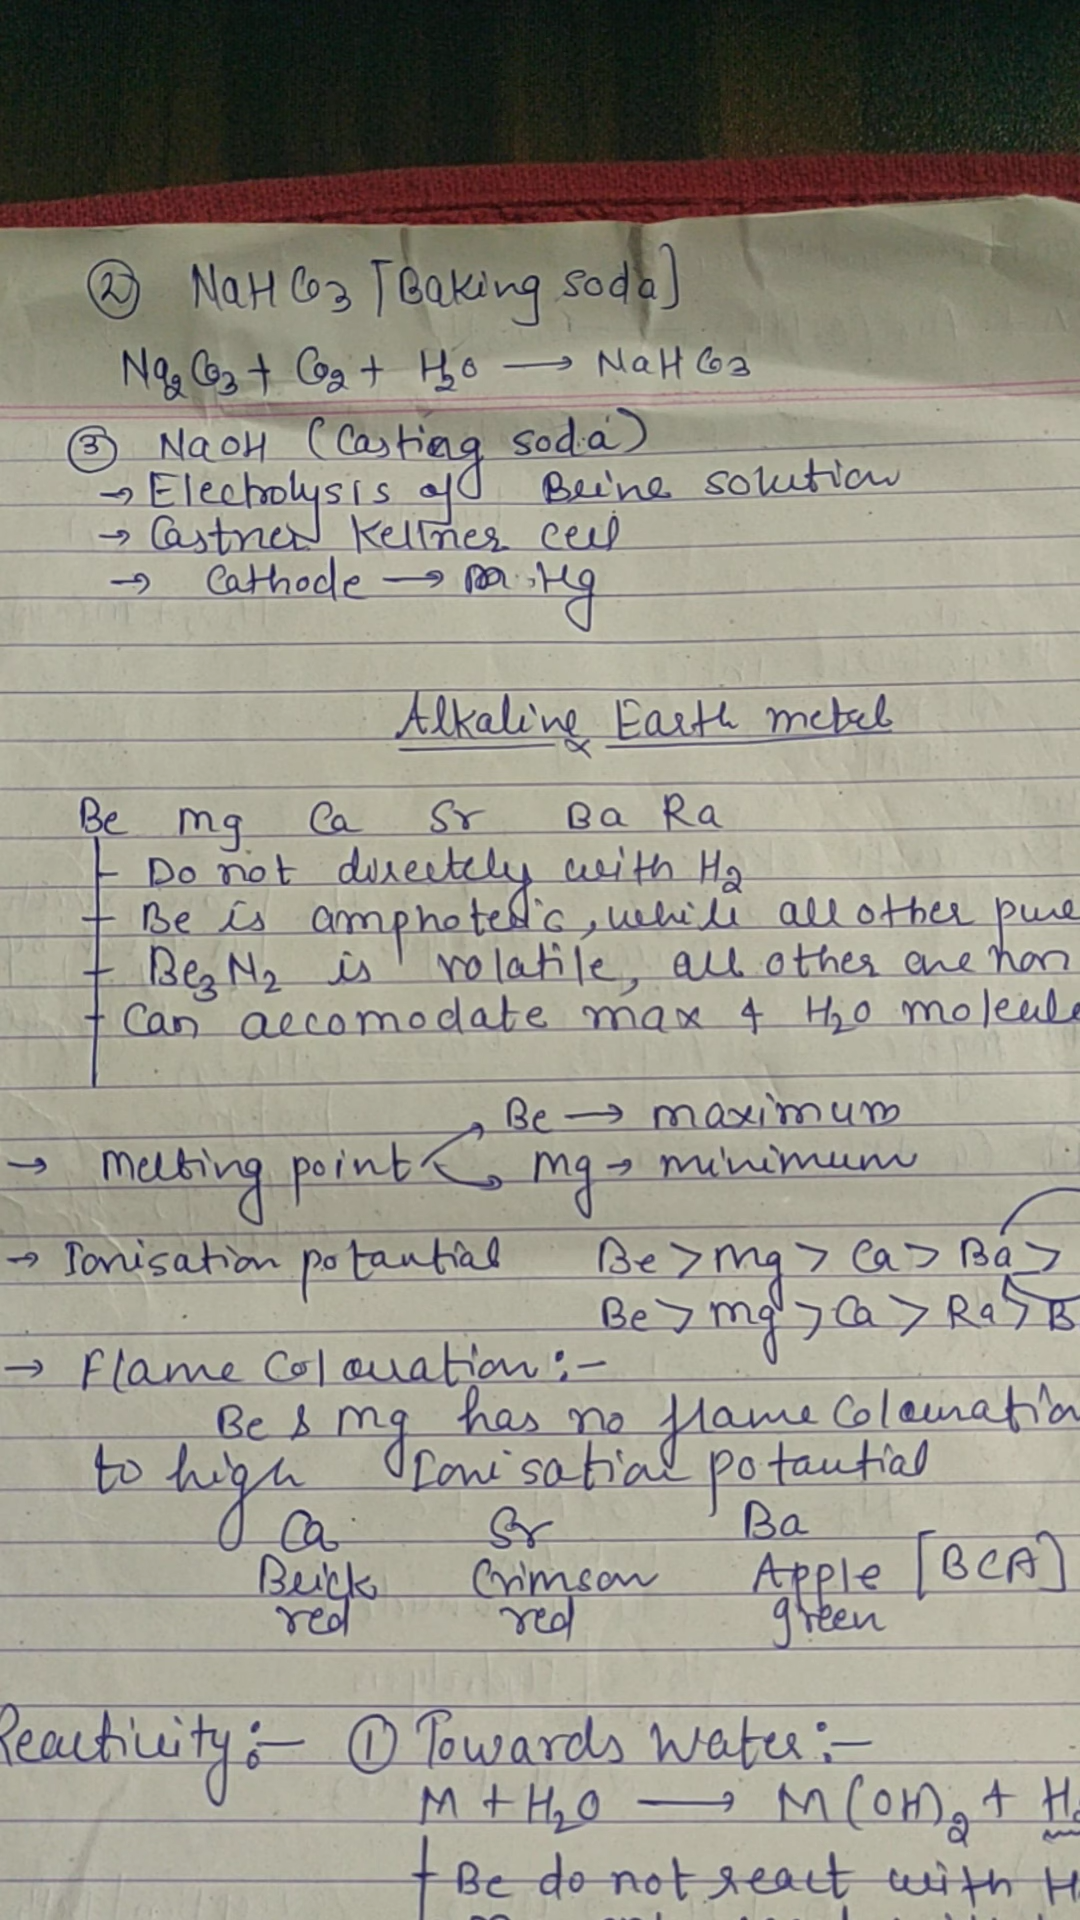 ② NaHCO3 [Baking soda]
Na2CO3 + CO2 + H2O → NaHCO3
③ NaOH (Casting soda)
→ Electrolysis of Brine solution
→ Castner Kellner cell
→ Cathode → Hg
Alkaline Earth metal
Be mg Ca Sr Ba Ra
Do not directely with H2
Be is amphoteric, while all other pure
Be3N2 is volatile, all other are non
Can accomodate max 4 H2O molecule
Be → maximum
→ Melting point
mg → minimum
→ Ionisation potantial Be > mg > Ca > Ba >
Be > mg > Ca > Ra > B
→ Flame Colouation :-
Be & mg has no flame Colouration
to high Ionisation potantial
Ca Sr Ba
Brick Crimson Apple [BCA]
red red green
Reactivity :- ① Towards Water :-
M + H2O → M(OH)2 + H2
Be do not react with H